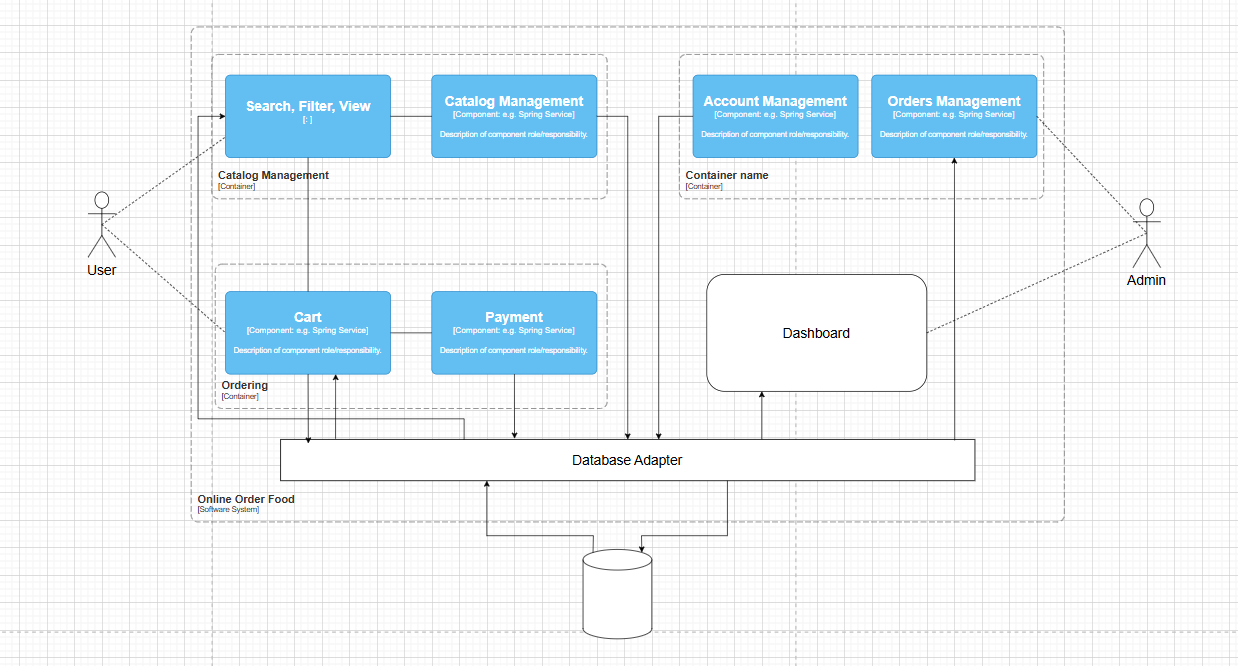 Search, Filter, View
[: ]
Catalog Management
[Component: e.g. Spring Service]
Description of component role/responsibility.
Catalog Management
[Container]
Account Management
[Component: e.g. Spring Service]
Description of component role/responsibility.
Orders Management
[Component: e.g. Spring Service]
Description of component role/responsibility.
Container name
[Container]
User
Admin
Cart
[Component: e.g. Spring Service]
Description of component role/responsibility.
Payment
[Component: e.g. Spring Service]
Description of component role/responsibility.
Ordering
[Container]
Dashboard
Database Adapter
Online Order Food
[Software System]